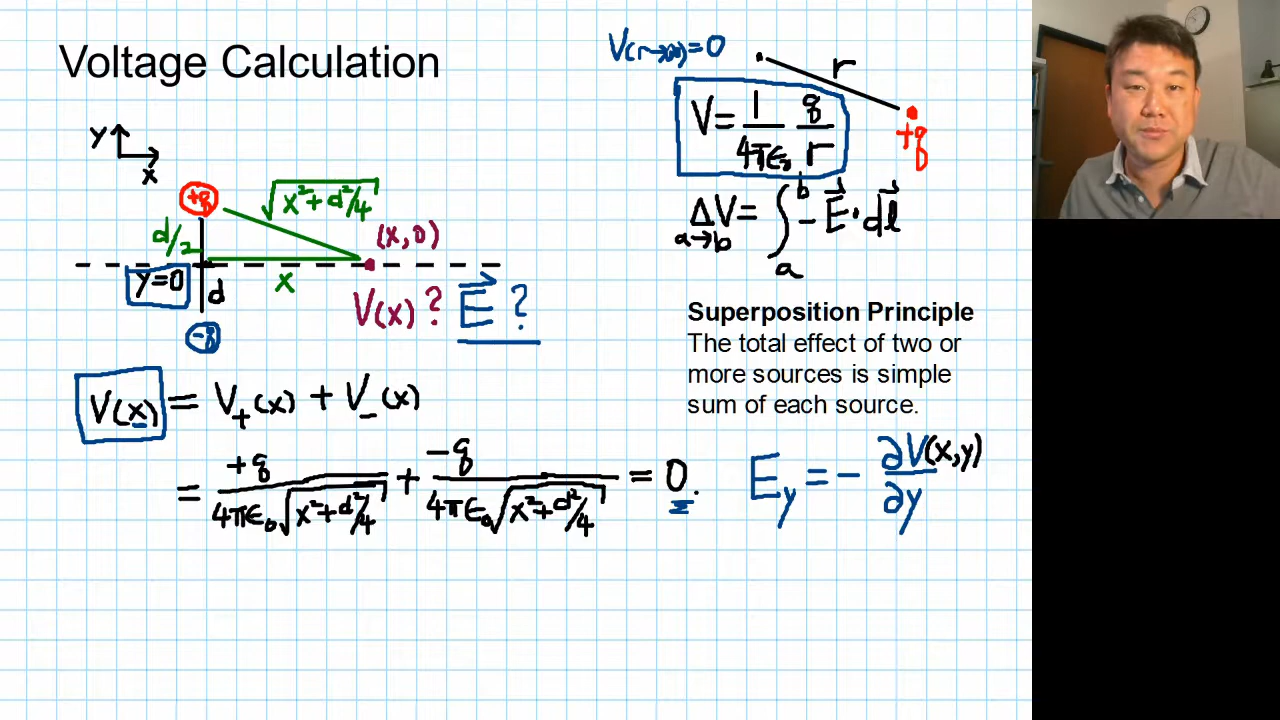 Voltage Calculation
V(r→∞)=0
r
+q
V= 1/4πε₀ q/r
ΔV= ∫ₐᵇ -E⃗·dl⃗
a→b
Y
x
+q
√x²+d²/4
d/2
(x,0)
y=0
d
x
V(x)? E⃗?
-q
Superposition Principle
The total effect of two or
more sources is simple
sum of each source.
V(x) = V₊(x) + V₋(x)
= +q/4πε₀√x²+d²/4 + -q/4πε₀√x²+d²/4 = 0.
E_y = - ∂V(x,y)/∂y